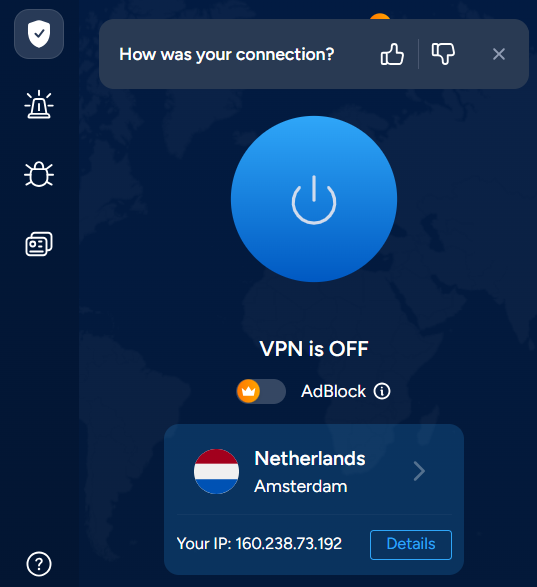 How was your connection?
VPN is OFF
AdBlock
Netherlands
Amsterdam
Your IP: 160.238.73.192
Details